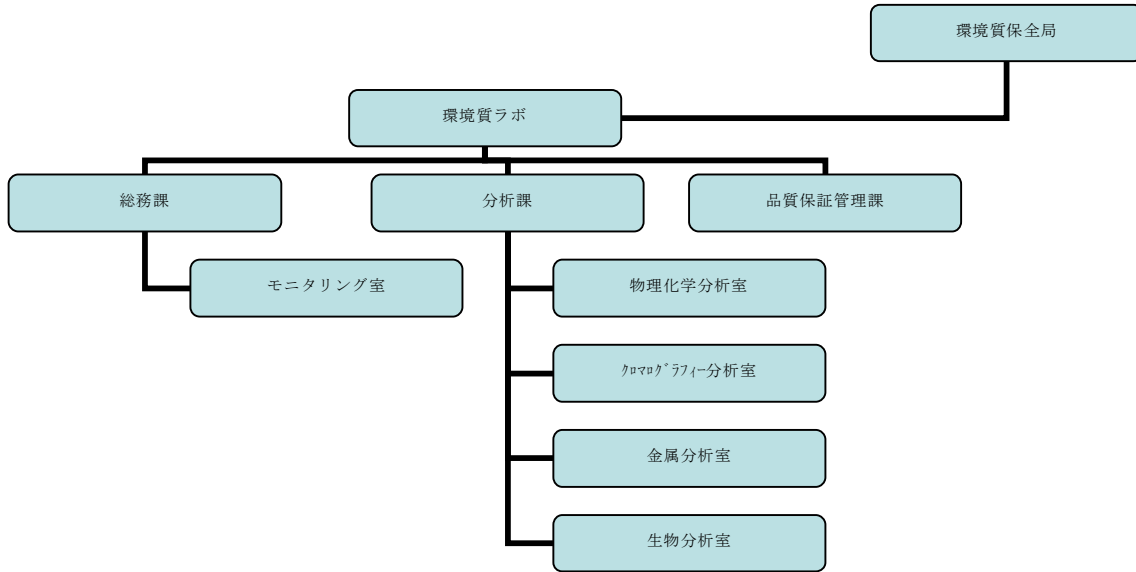 環境質保全局
環境質ラボ
総務課
分析課
品質保証管理課
モニタリング室
物理化学分析室
ｸﾛﾏﾛｸﾞﾗﾌィｰ分析室
金属分析室
生物分析室